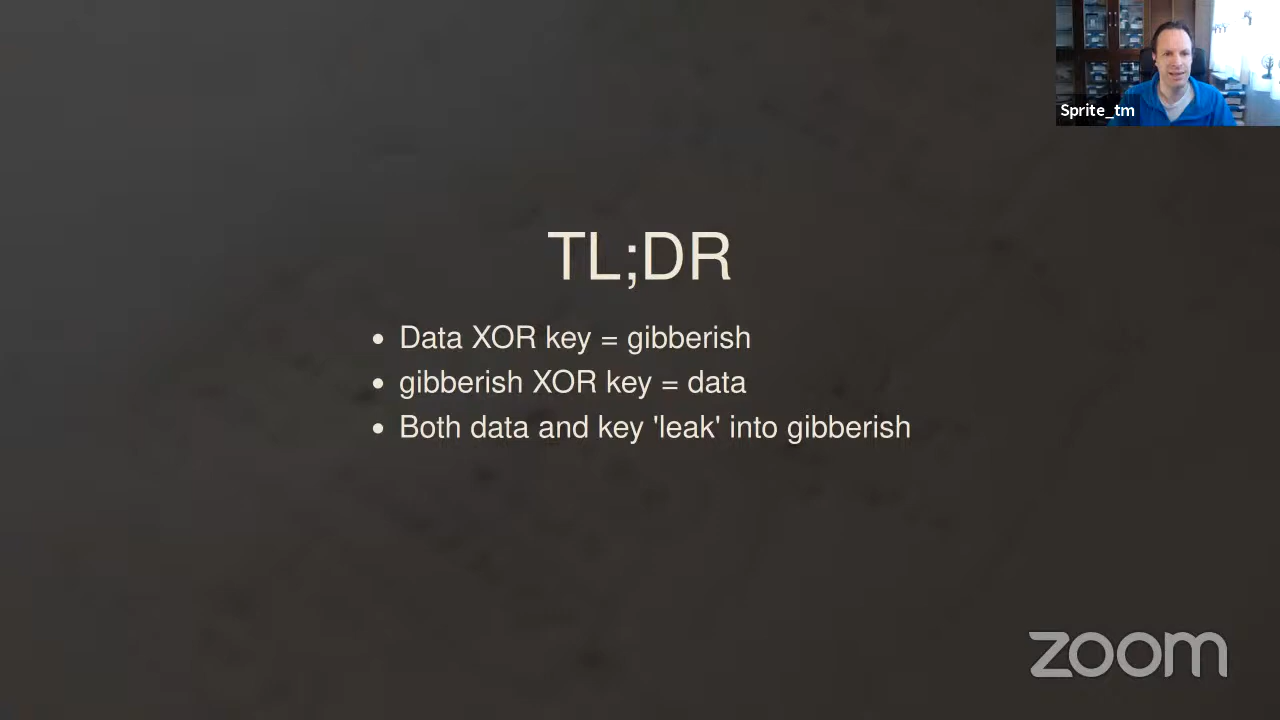 Sprite_tm
TL;DR
• Data XOR key = gibberish
• gibberish XOR key = data
• Both data and key 'leak' into gibberish
zoom